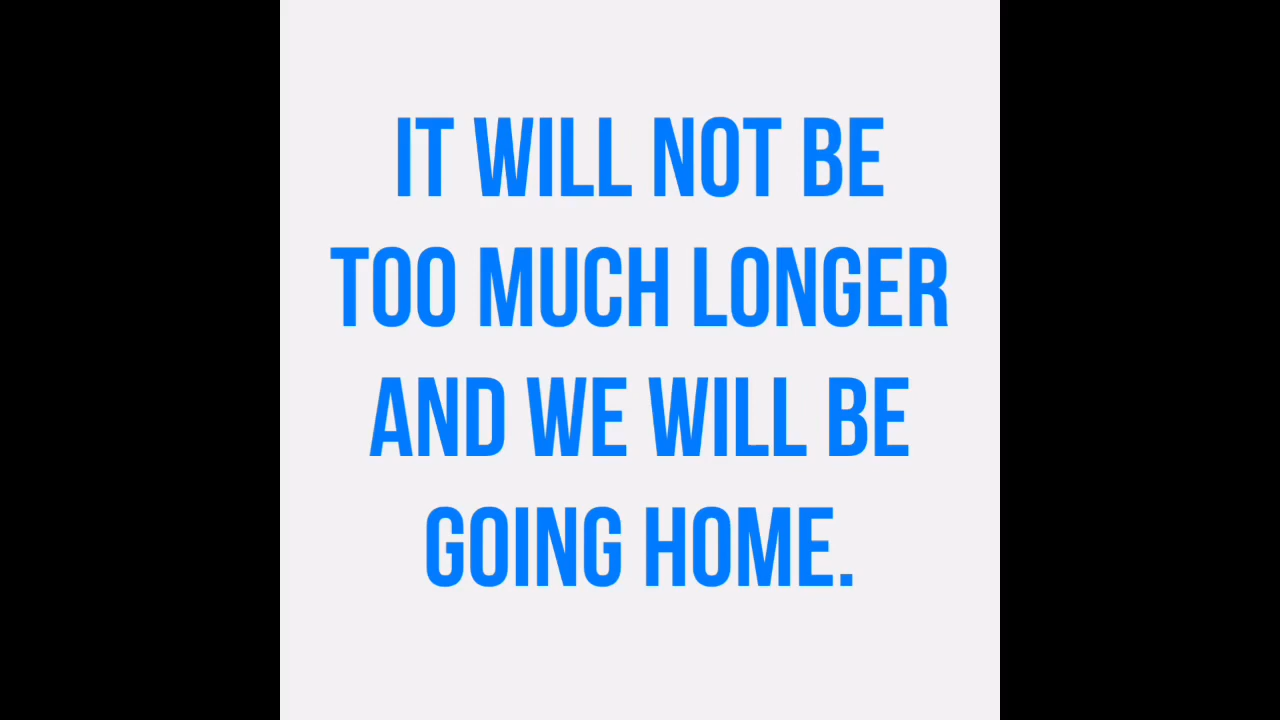 IT WILL NOT BE
TOO MUCH LONGER
AND WE WILL BE
GOING HOME.